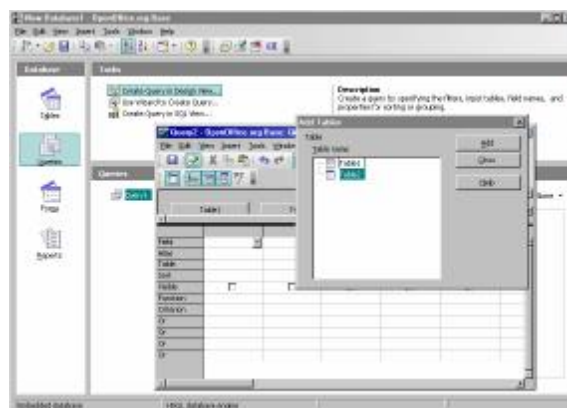 New Database1 - OpenOffice.org Base
File Edit View Insert Tools Window Help
Database
Tasks
Create Query in Design View...
Use Wizard to Create Query...
Create Query in SQL View...
Description
Create a query by specifying the filters, input tables, field names, and
properties for sorting or grouping.
Tables
Queries
Forms
Reports
Queries
Query1
Query2 - OpenOffice.org Base:
File Edit View Insert Tools Window
Table1
Add Tables
Table
Table name
Table1
Table2
Add
Close
Help
None
Field
Alias
Table
Sort
Visible
Function
Criterion
Or
Or
Or
Or
Embedded database
HSQL database engine